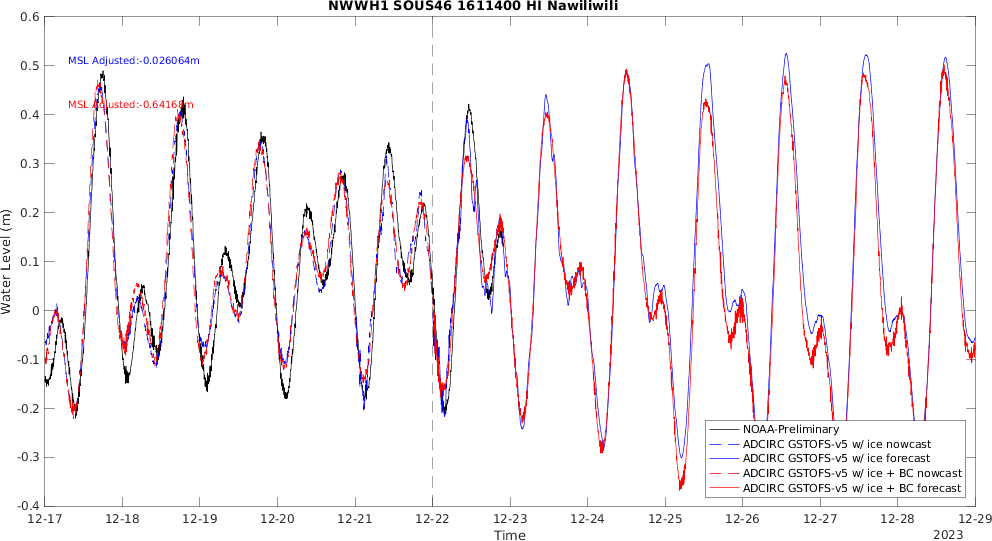 NWWH1 SOUS46 1611400 HI Nawiliwili
0.6
0.5
0.4
0.3
0.2
0.1
0
-0.1
-0.2
-0.3
-0.4
Water Level (m)
MSL Adjusted:-0.026064m
MSL Adjusted:-0.64168m
NOAA-Preliminary
ADCIRC GSTOFS-v5 w/ ice nowcast
ADCIRC GSTOFS-v5 w/ ice forecast
ADCIRC GSTOFS-v5 w/ ice + BC nowcast
ADCIRC GSTOFS-v5 w/ ice + BC forecast
12-17 12-18 12-19 12-20 12-21 12-22 12-23 12-24 12-25 12-26 12-27 12-28 12-29
Time
2023